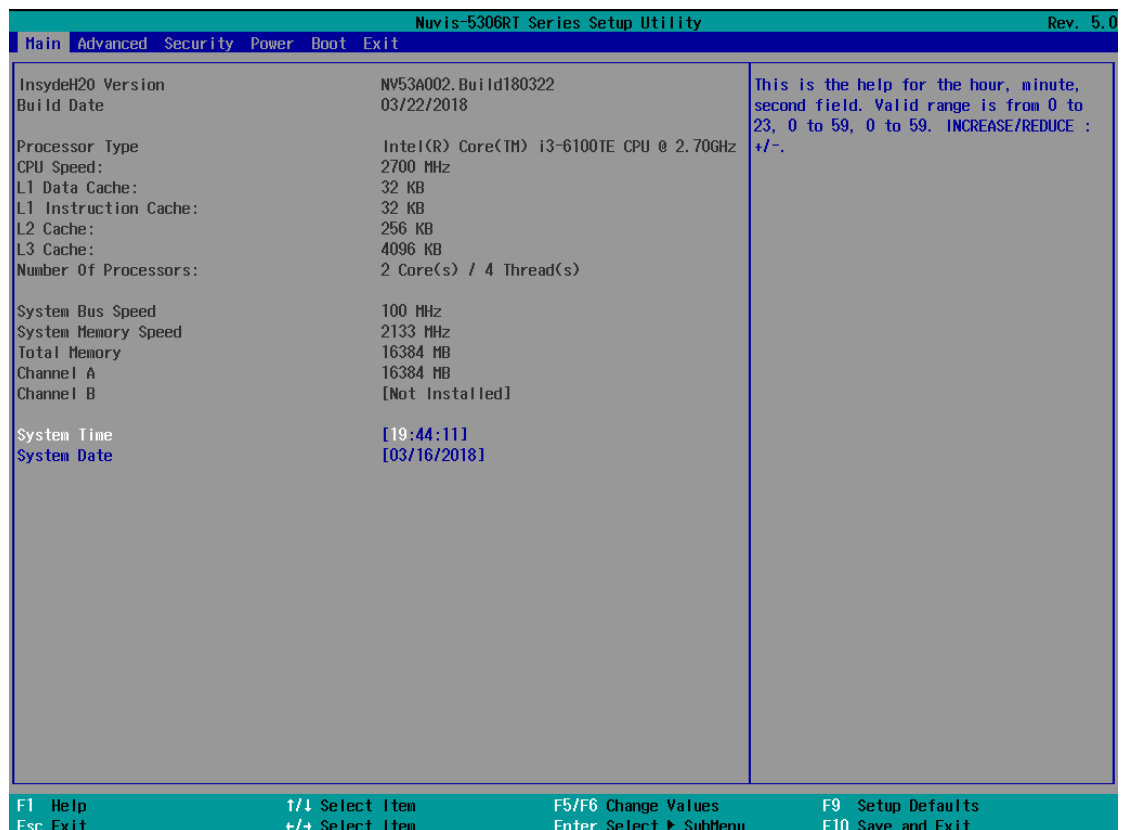 Nuvis-5306RT Series Setup Utility Rev. 5.0
Main Advanced Security Power Boot Exit
InsydeH2O Version NV53A002.Build180322
Build Date 03/22/2018
Processor Type Intel(R) Core(TM) i3-6100TE CPU @ 2.70GHz
CPU Speed: 2700 MHz
L1 Data Cache: 32 KB
L1 Instruction Cache: 32 KB
L2 Cache: 256 KB
L3 Cache: 4096 KB
Number Of Processors: 2 Core(s) / 4 Thread(s)
System Bus Speed 100 MHz
System Memory Speed 2133 MHz
Total Memory 16384 MB
Channel A 16384 MB
Channel B [Not Installed]
System Time [19:44:11]
System Date [03/16/2018]
This is the help for the hour, minute,
second field. Valid range is from 0 to
23, 0 to 59, 0 to 59. INCREASE/REDUCE :
+/-.
F1 Help ↑/↓ Select Item F5/F6 Change Values F9 Setup Defaults
Esc Exit ←/→ Select Item Enter Select ▶ SubMenu F10 Save and Exit